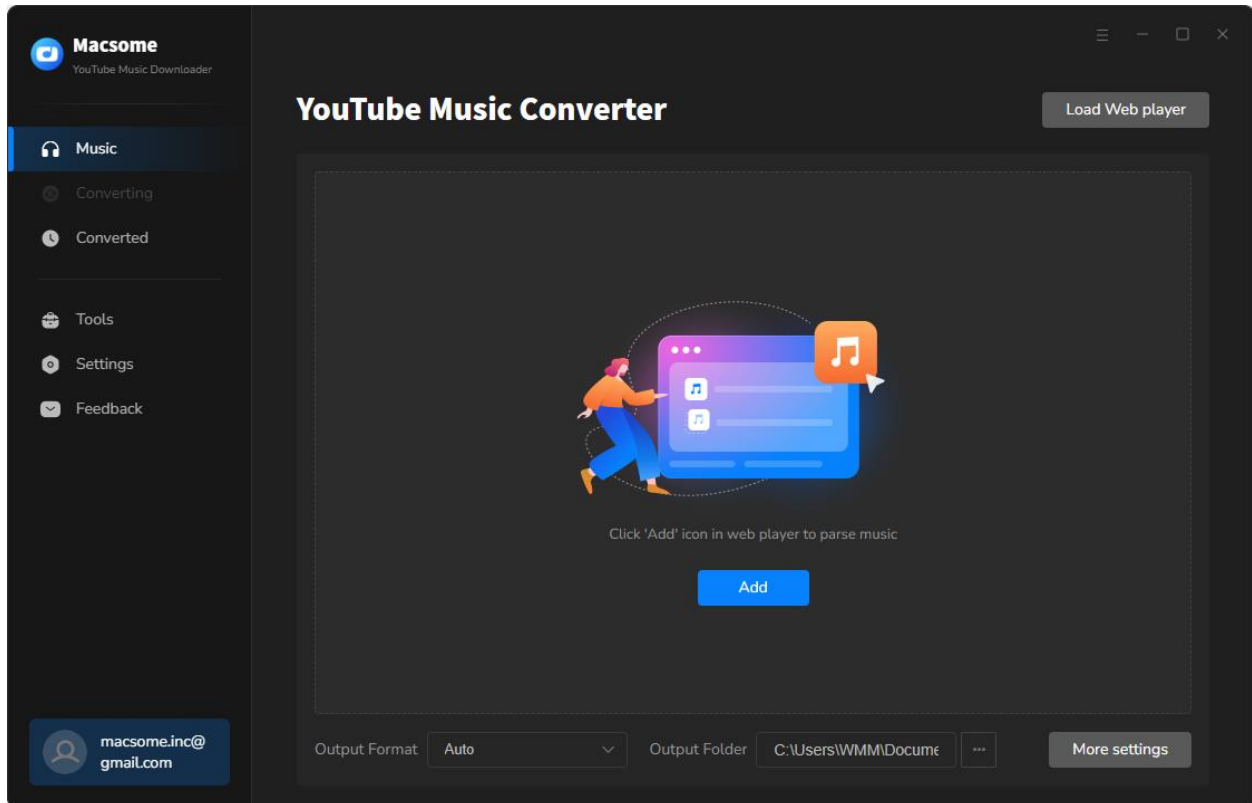 Macsome
YouTube Music Downloader
Music
Converting
Converted
Tools
Settings
Feedback
macsome.inc@
gmail.com
YouTube Music Converter
Load Web player
Click 'Add' icon in web player to parse music
Add
Output Format
Auto
Output Folder
C:\Users\WMM\Docume
More settings